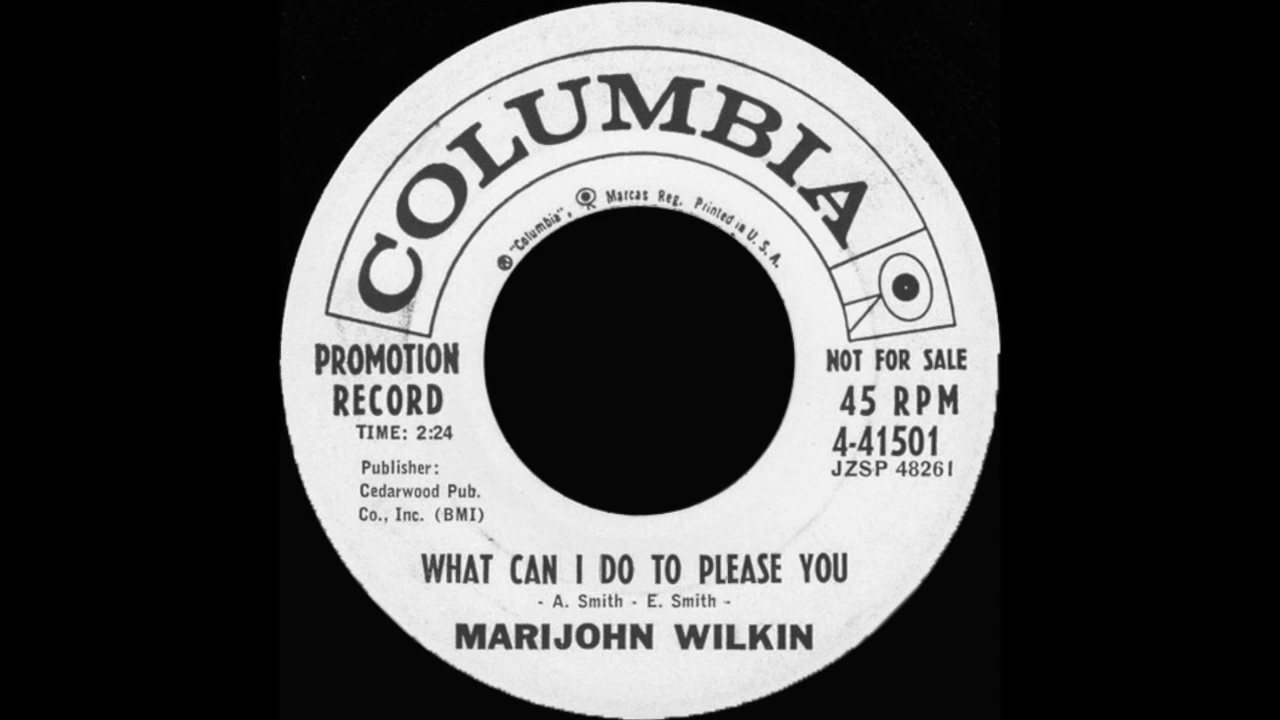 COLUMBIA
"Columbia", Marcas Reg. Printed in U. S. A.
PROMOTION
RECORD
TIME: 2:24
Publisher:
Cedarwood Pub.
Co., Inc. (BMI)
NOT FOR SALE
45 RPM
4-41501
JZSP 48261
WHAT CAN I DO TO PLEASE YOU
- A. Smith - E. Smith -
MARIJOHN WILKIN